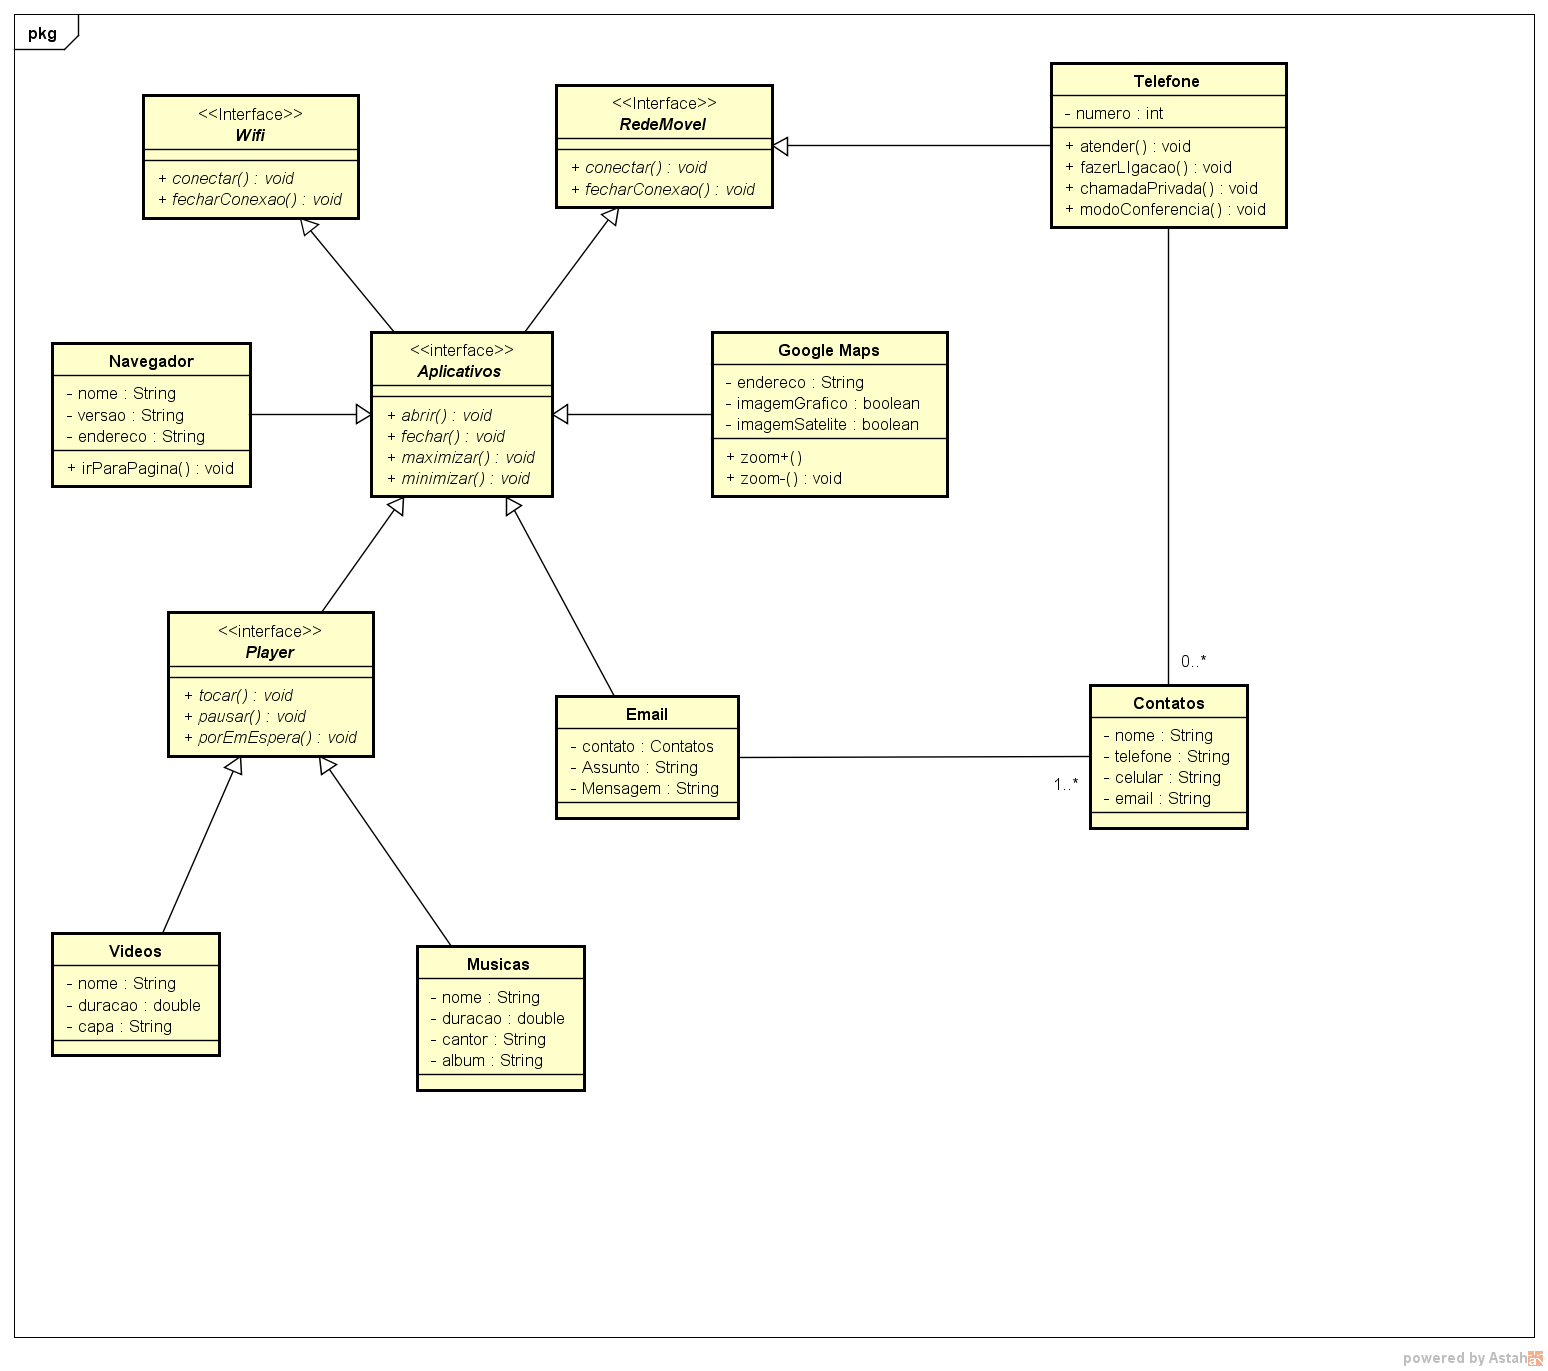 pkg
<<Interface>>
Wifi
+ conectar() : void
+ fecharConexao() : void
<<Interface>>
RedeMovel
+ conectar() : void
+ fecharConexao() : void
Telefone
- numero : int
+ atender() : void
+ fazerLIgacao() : void
+ chamadaPrivada() : void
+ modoConferencia() : void
Navegador
- nome : String
- versao : String
- endereco : String
+ irParaPagina() : void
<<interface>>
Aplicativos
+ abrir() : void
+ fechar() : void
+ maximizar() : void
+ minimizar() : void
Google Maps
- endereco : String
- imagemGrafico : boolean
- imagemSatelite : boolean
+ zoom+()
+ zoom-() : void
<<interface>>
Player
+ tocar() : void
+ pausar() : void
+ porEmEspera() : void
Email
- contato : Contatos
- Assunto : String
- Mensagem : String
0..*
1..*
Contatos
- nome : String
- telefone : String
- celular : String
- email : String
Videos
- nome : String
- duracao : double
- capa : String
Musicas
- nome : String
- duracao : double
- cantor : String
- album : String
powered by Astah